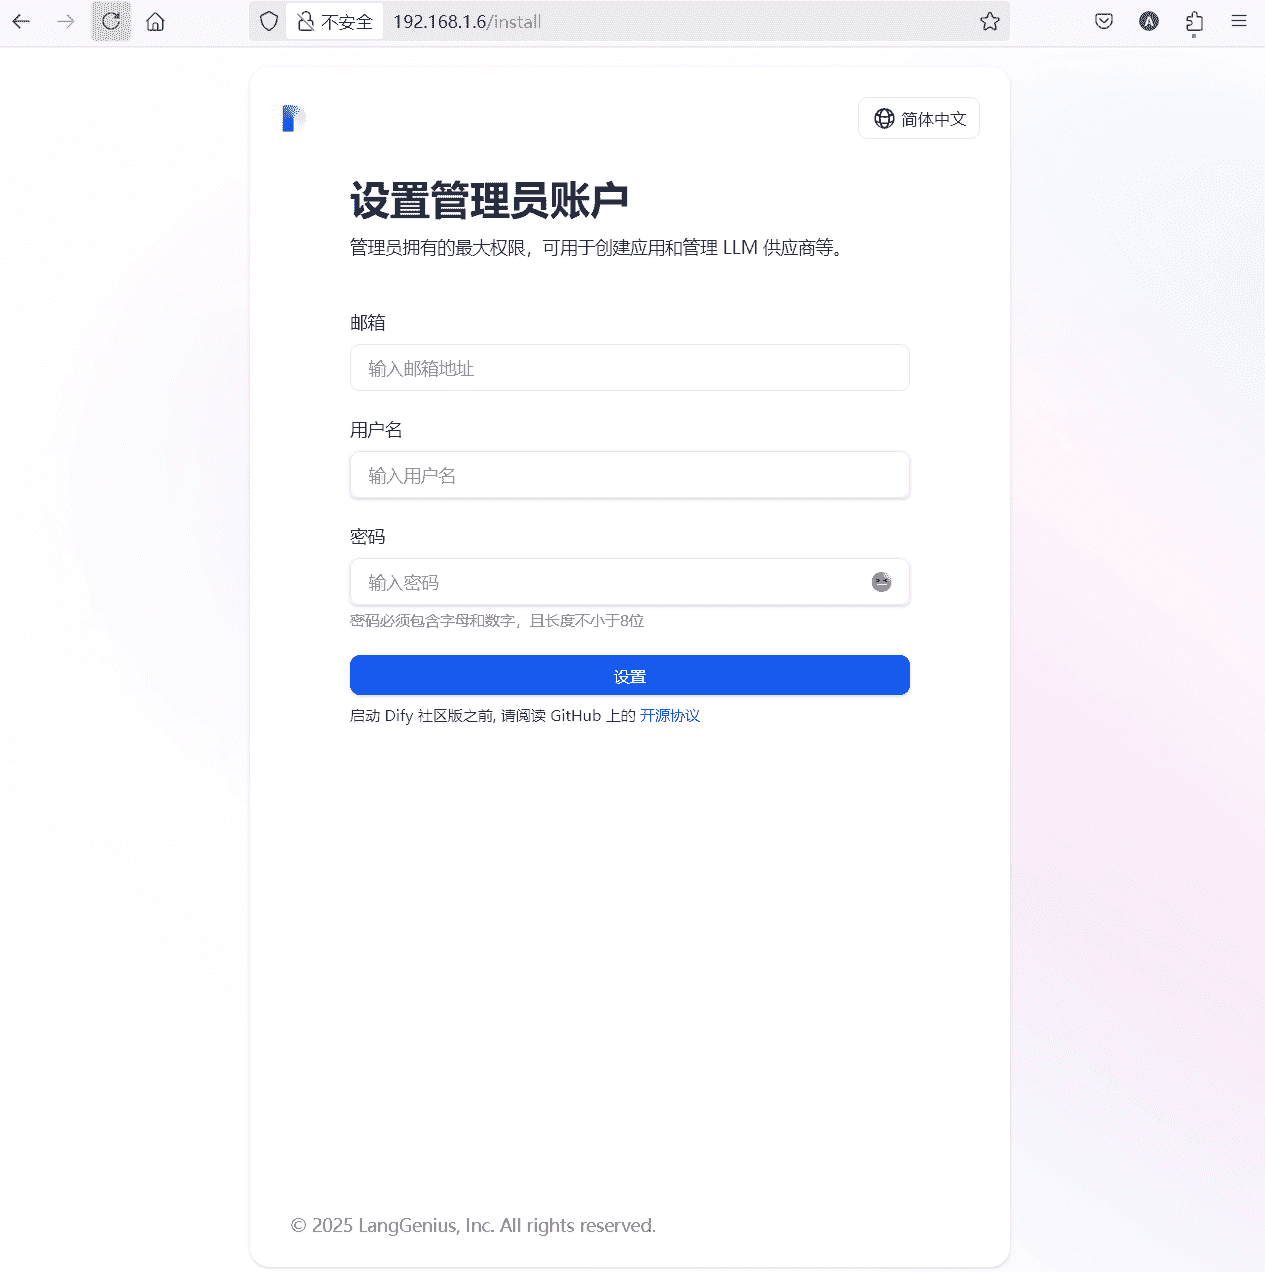 不安全 192.168.1.6/install
简体中文
设置管理员账户
管理员拥有的最大权限，可用于创建应用和管理 LLM 供应商等。
邮箱
输入邮箱地址
用户名
输入用户名
密码
输入密码
密码必须包含字母和数字，且长度不小于8位
设置
启动 Dify 社区版之前, 请阅读 GitHub 上的 开源协议
© 2025 LangGenius, Inc. All rights reserved.